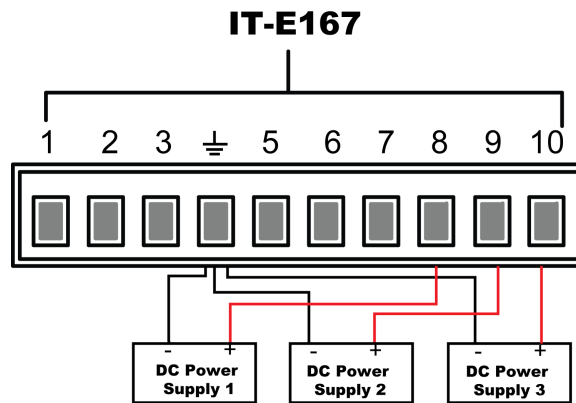 IT-E167
1 2 3 5 6 7 8 9 10
- + - + - +
DC Power DC Power DC Power
Supply 1 Supply 2 Supply 3